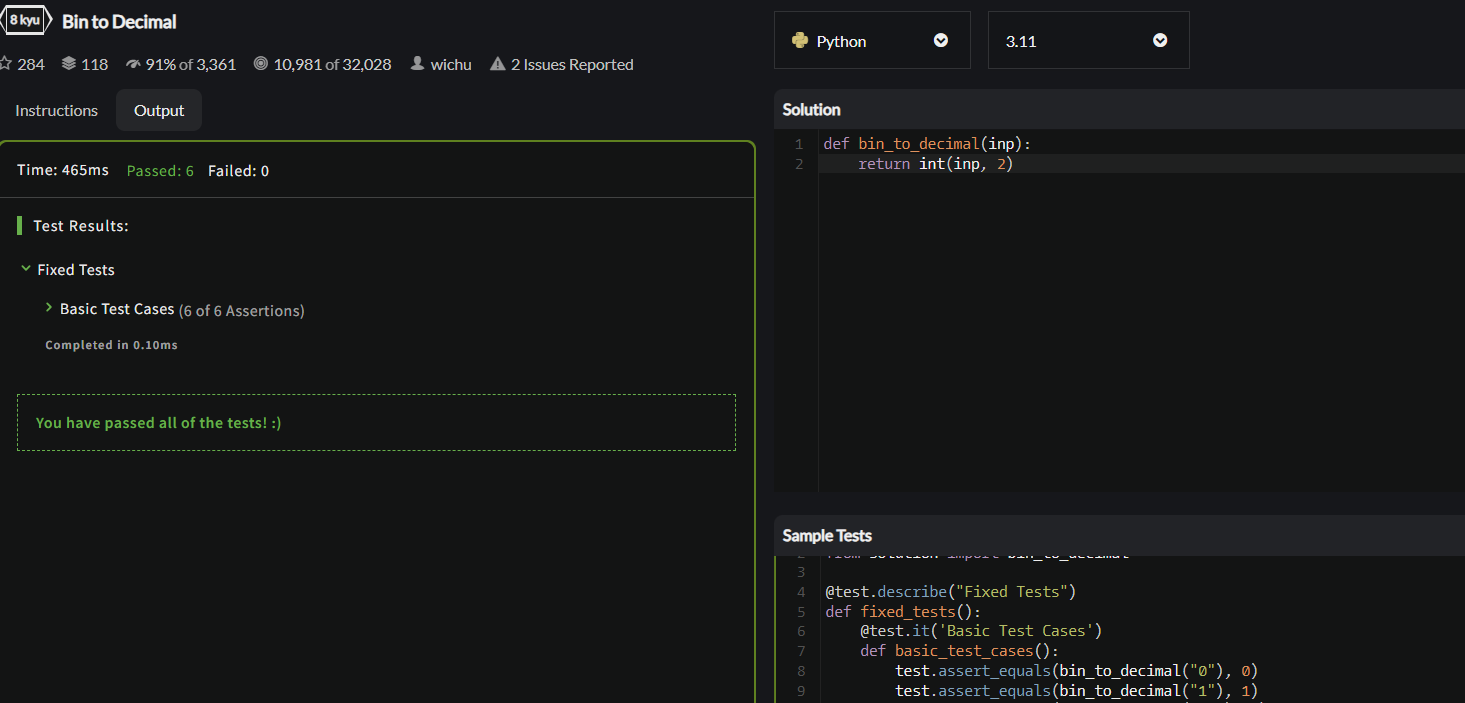 8 kyu Bin to Decimal
284 118 91% of 3,361 10,981 of 32,028 wichu 2 Issues Reported
Instructions Output
Time: 465ms Passed: 6 Failed: 0
Test Results:
Fixed Tests
Basic Test Cases (6 of 6 Assertions)
Completed in 0.10ms
You have passed all of the tests! :)
Python 3.11
Solution
1 def bin_to_decimal(inp):
2     return int(inp, 2)
Sample Tests
2 from solution import bin_to_decimal
3
4 @test.describe("Fixed Tests")
5 def fixed_tests():
6     @test.it('Basic Test Cases')
7     def basic_test_cases():
8         test.assert_equals(bin_to_decimal("0"), 0)
9         test.assert_equals(bin_to_decimal("1"), 1)